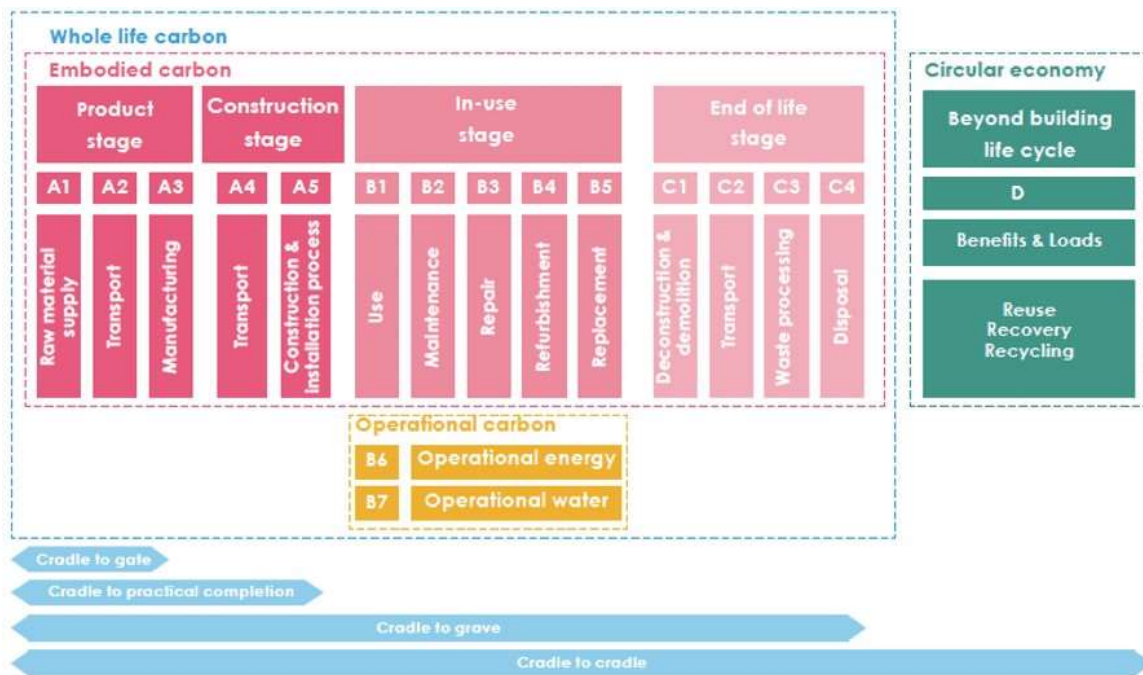 Whole life carbon
Embodied carbon
Circular economy
Product
stage
Construction
stage
In-use
stage
End of life
stage
Beyond building
life cycle
A1
A2
A3
A4
A5
B1
B2
B3
B4
B5
C1
C2
C3
C4
D
Raw material
supply
Transport
Manufacturing
Transport
Construction &
installation process
Use
Maintenance
Repair
Refurbishment
Replacement
Deconstruction &
demolition
Transport
Waste processing
Disposal
Benefits & Loads
Reuse
Recovery
Recycling
Operational carbon
B6
Operational energy
B7
Operational water
Cradle to gate
Cradle to practical completion
Cradle to grave
Cradle to cradle